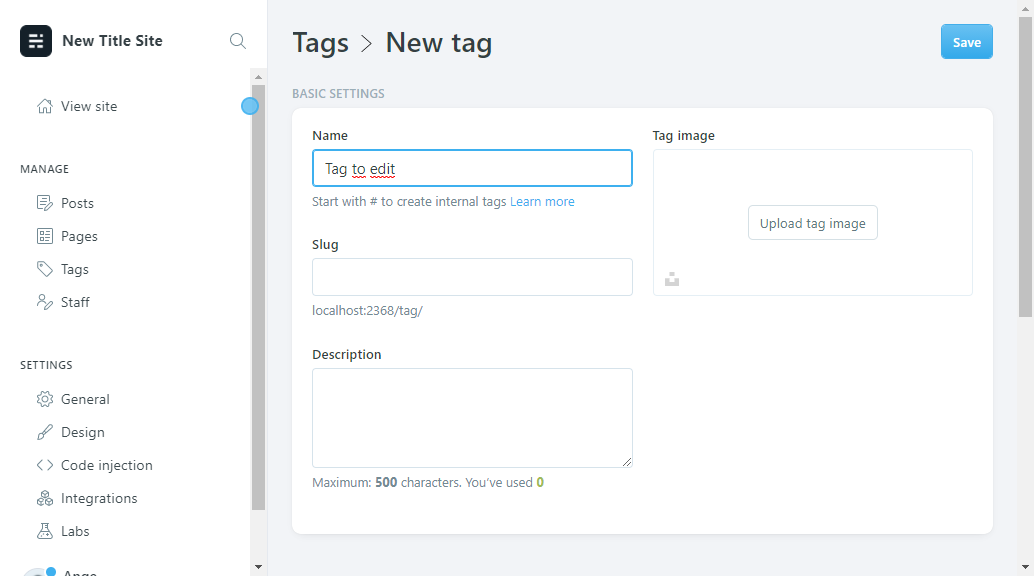 New Title Site
View site
MANAGE
Posts
Pages
Tags
Staff
SETTINGS
General
Design
Code injection
Integrations
Labs
Tags > New tag
Save
BASIC SETTINGS
Name
Tag to edit
Start with # to create internal tags Learn more
Slug
localhost:2368/tag/
Description
Maximum: 500 characters. You've used 0
Tag image
Upload tag image